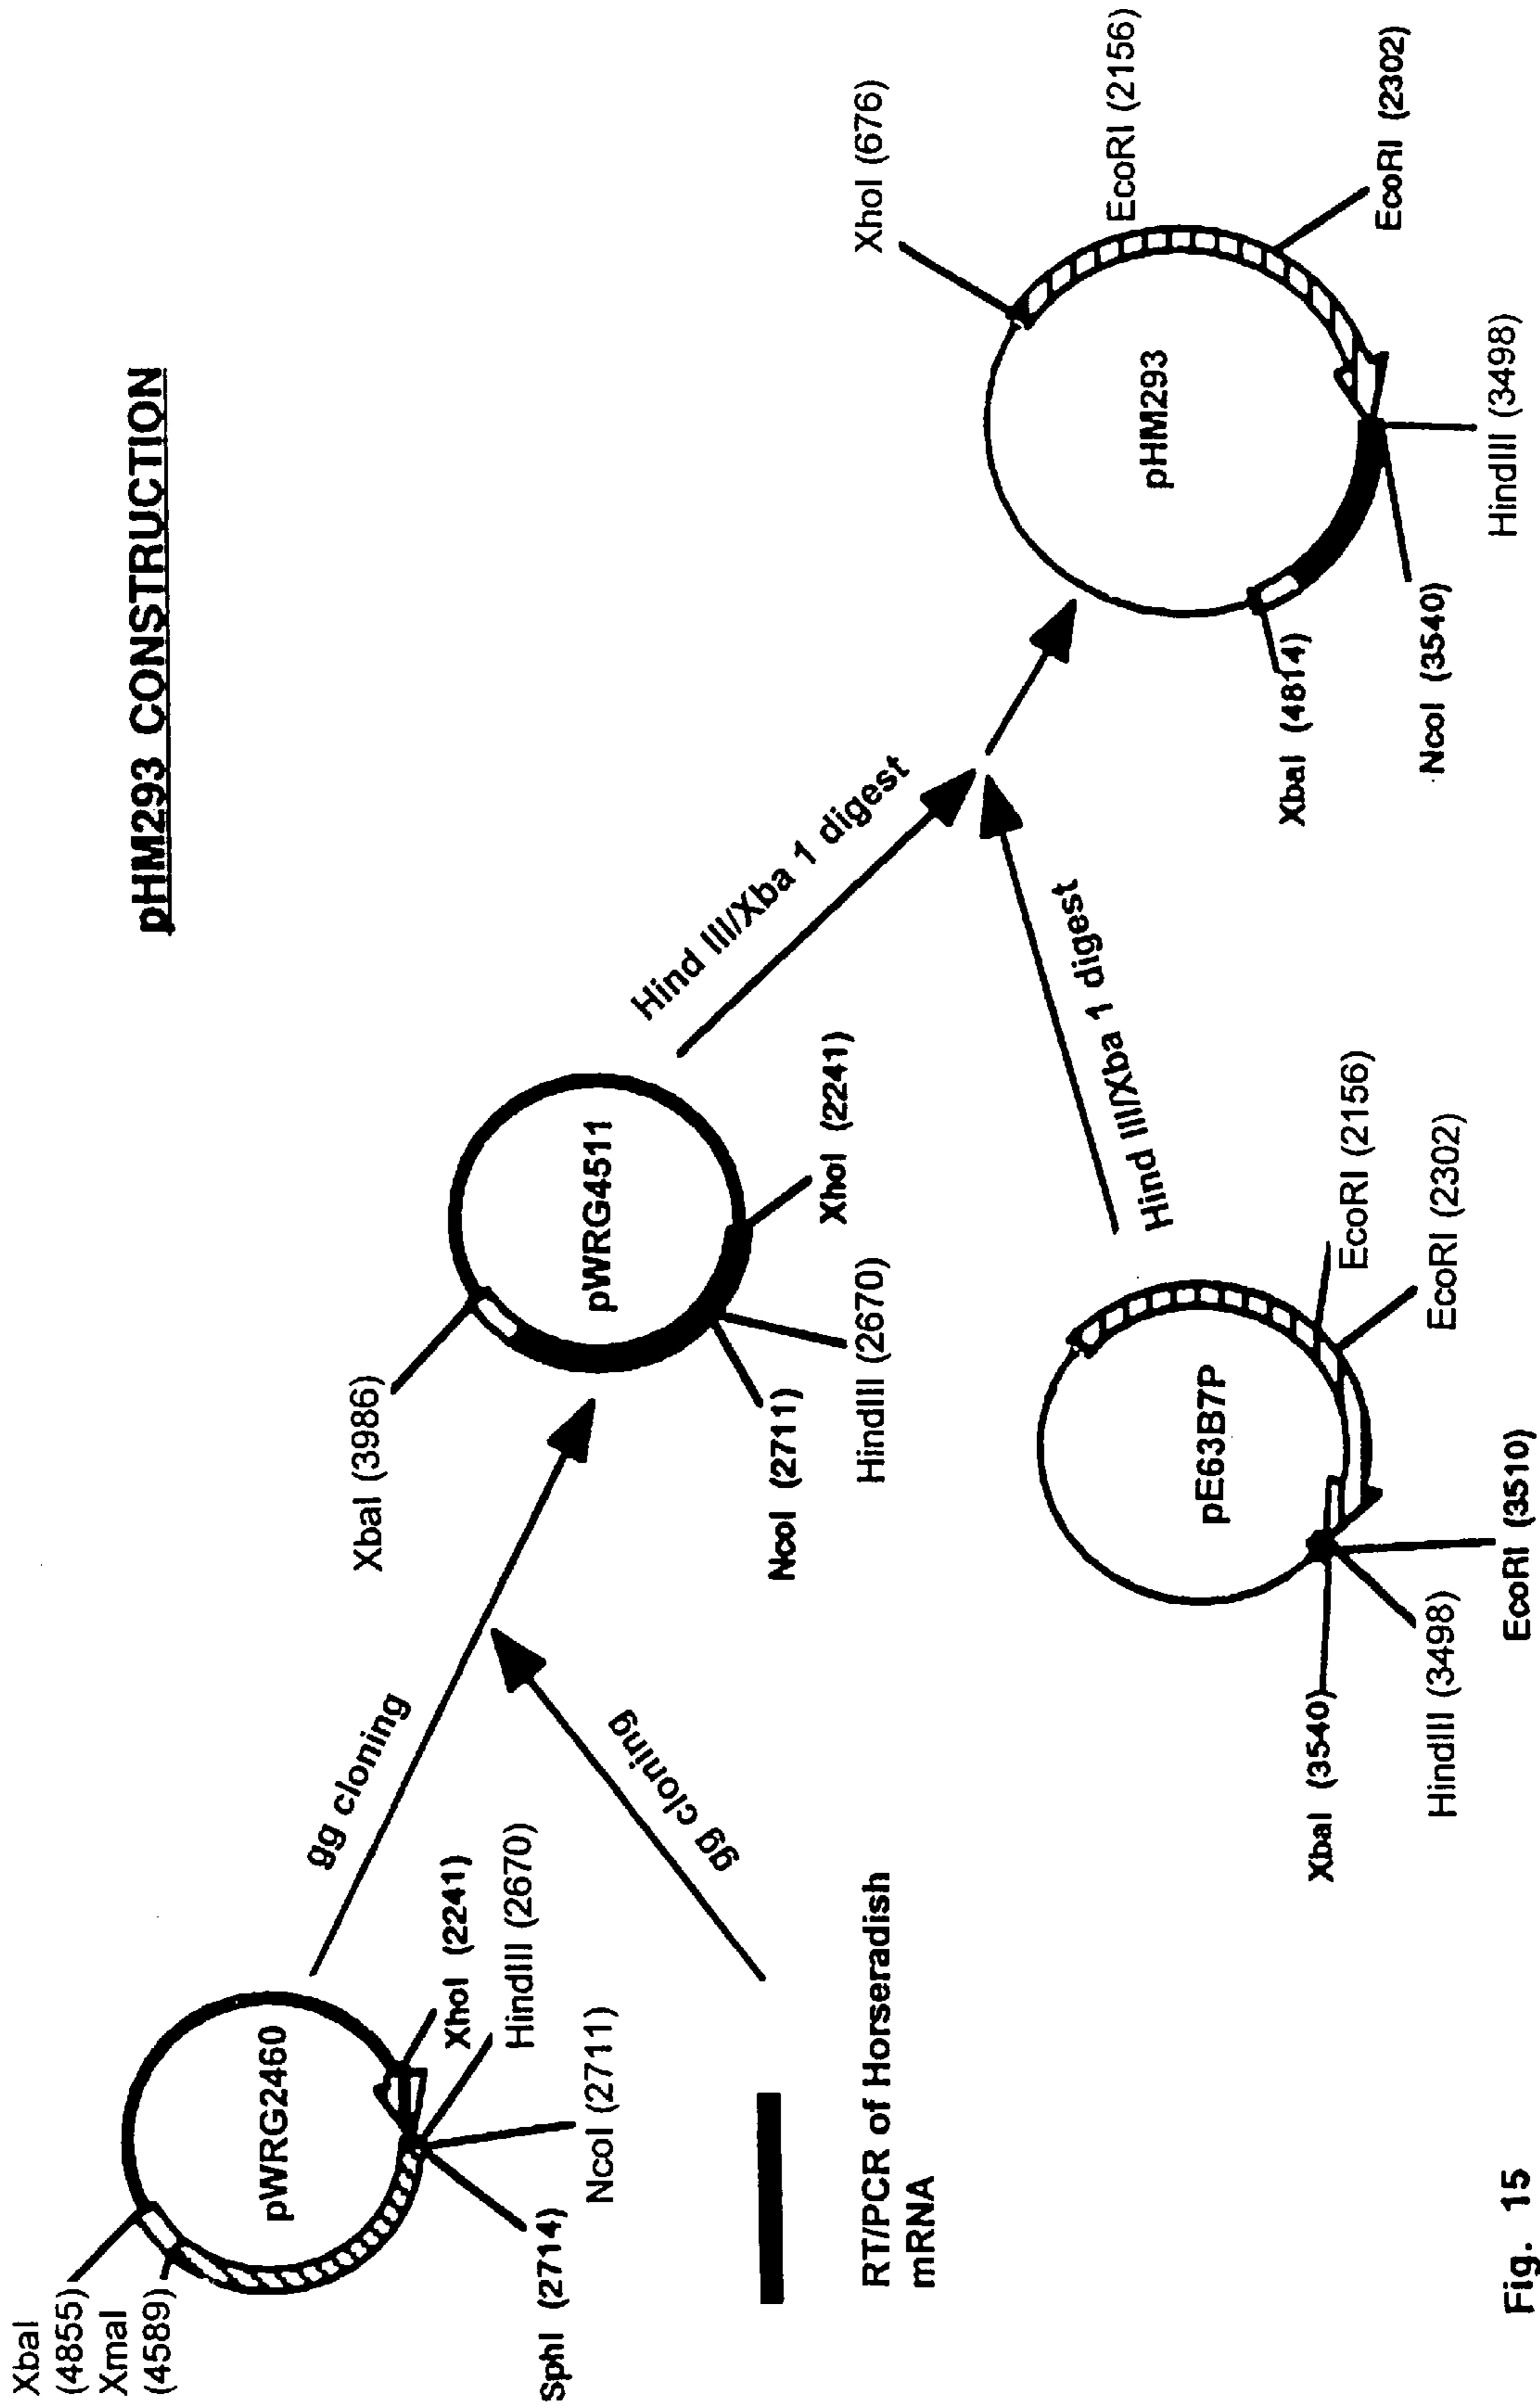 pHM293 CONSTRUCTION
XbaI
(4855)
XmaI
(4589)
pWRG2460
XhoI (2241)
HindIII (2670)
NcoI (2711)
SphI (2714)
gg cloning
gg cloning
RT/PCR of Horseradish
mRNA
XbaI (3986)
pWRG4511
XhoI (2241)
HindIII (2670)
NcoI (2711)
Hind III/Xba 1 digest
Hind III/Xba 1 digest
pE63B7P
EcoRI (2156)
EcoRI (2302)
EcoRI (3510)
HindIII (3498)
XbaI (3540)
XhoI (676)
EcoRI (2156)
EcoRI (2302)
pHM293
HindIII (3498)
NcoI (3540)
XbaI (4814)
Fig. 15